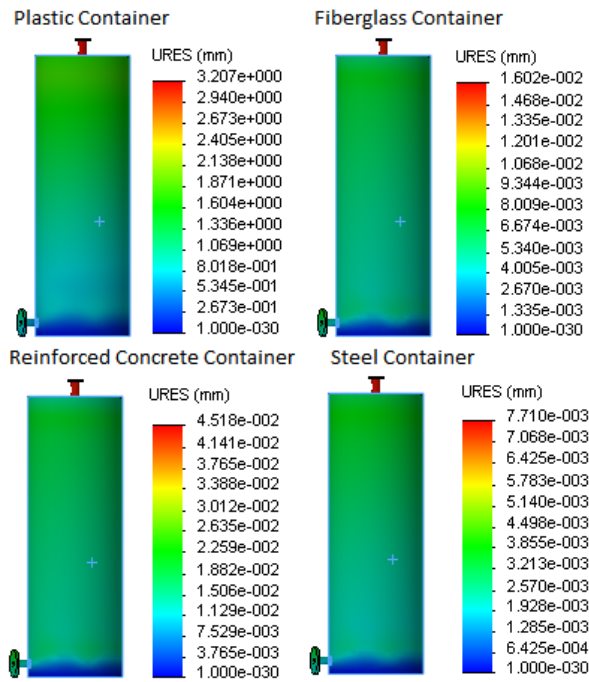 Plastic Container
URES (mm)
3.207e+000
2.940e+000
2.673e+000
2.405e+000
2.138e+000
1.871e+000
1.604e+000
1.336e+000
1.069e+000
8.018e-001
5.345e-001
2.673e-001
1.000e-030
Fiberglass Container
URES (mm)
1.602e-002
1.468e-002
1.335e-002
1.201e-002
1.068e-002
9.344e-003
8.009e-003
6.674e-003
5.340e-003
4.005e-003
2.670e-003
1.335e-003
1.000e-030
Reinforced Concrete Container
URES (mm)
4.518e-002
4.141e-002
3.765e-002
3.388e-002
3.012e-002
2.635e-002
2.259e-002
1.882e-002
1.506e-002
1.129e-002
7.529e-003
3.765e-003
1.000e-030
Steel Container
URES (mm)
7.710e-003
7.068e-003
6.425e-003
5.783e-003
5.140e-003
4.498e-003
3.855e-003
3.213e-003
2.570e-003
1.928e-003
1.285e-003
6.425e-004
1.000e-030